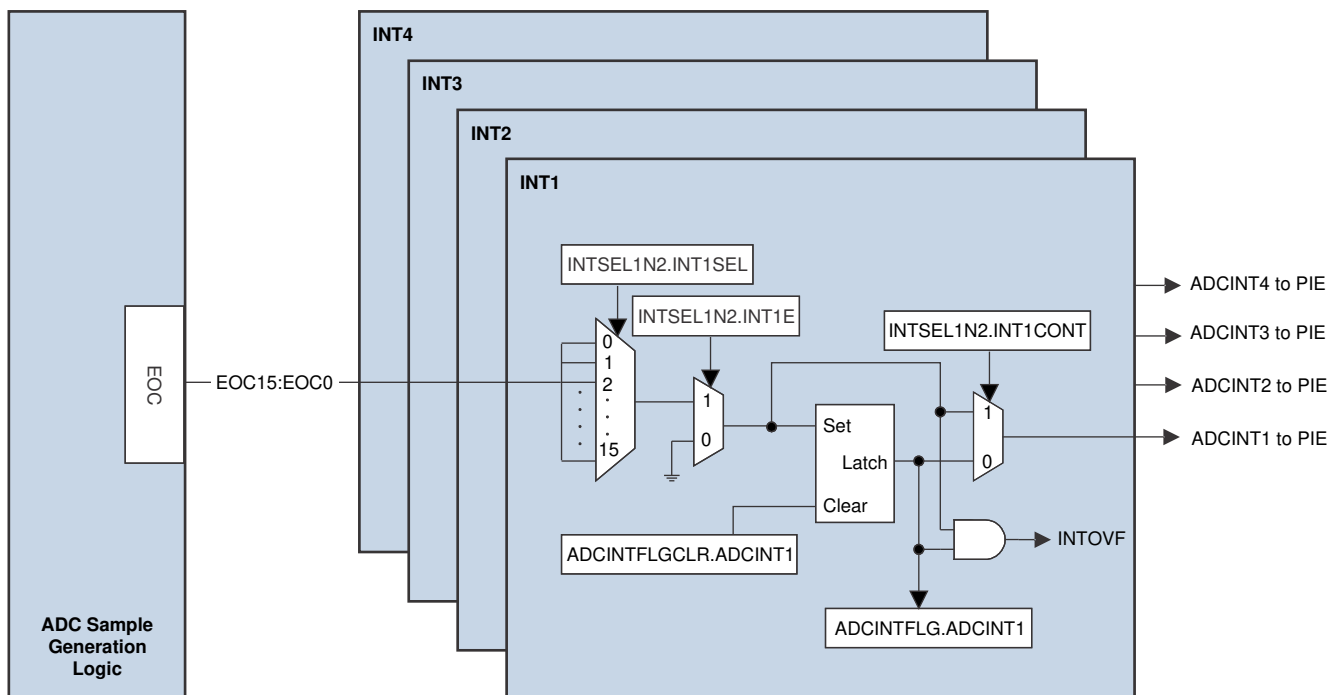 INT4
INT3
INT2
INT1
INTSEL1N2.INT1SEL
INTSEL1N2.INT1E
INTSEL1N2.INT1CONT
ADCINT4 to PIE
ADCINT3 to PIE
ADCINT2 to PIE
ADCINT1 to PIE
EOC
EOC15:EOC0
0
1
2
.
.
.
.
.
.
15
1
0
Set
Latch
Clear
1
0
ADCINTFLGCLR.ADCINT1
INTOVF
ADCINTFLG.ADCINT1
ADC Sample
Generation
Logic